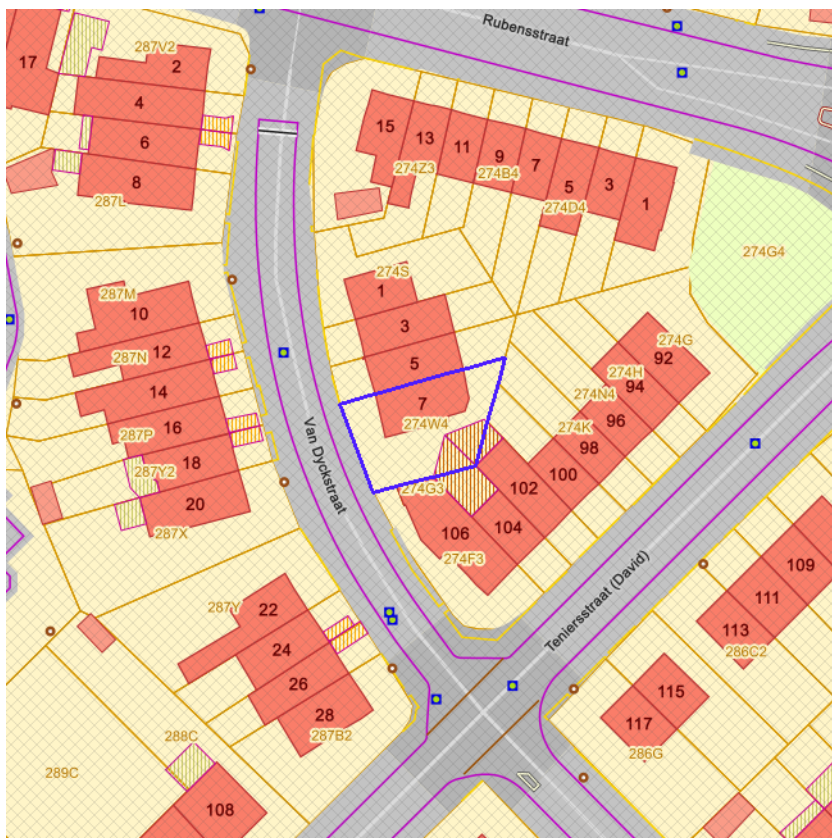 Rubensstraat
287V2
17
2
4
6
8
287L
15
13
11
9
7
5
3
1
274Z3
274B4
274D4
274G4
274S
1
3
5
7
274W4
287M
10
287N
12
14
287P
16
18
287Y2
20
287X
Van Dyckstraat
274G
92
274H
94
274N4
96
274K
98
100
102
104
106
274G3
274F3
Teniersstraat (David)
109
111
113
286C2
115
117
286G
287Y
22
24
26
28
287B2
288C
289C
108